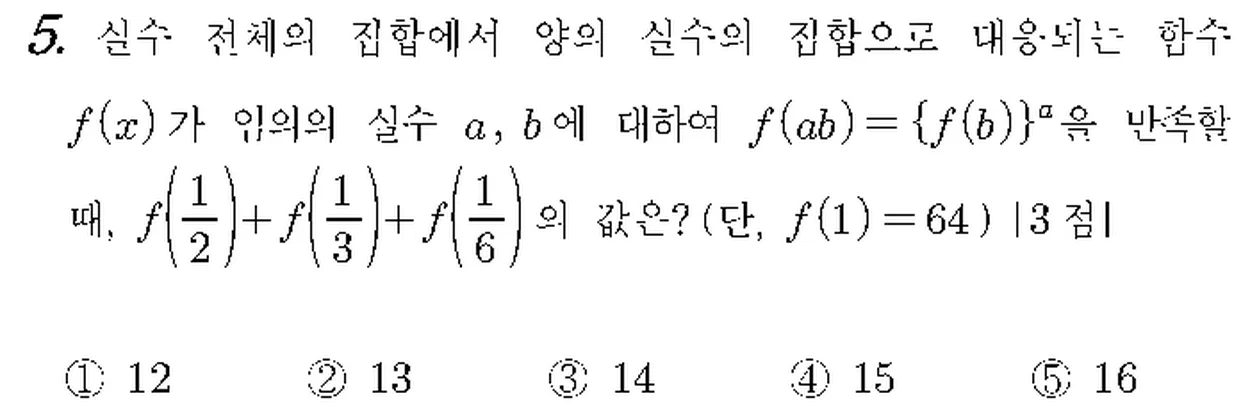 5. 실수 전체의 집합에서 양의 실수의 집합으로 대응되는 함수
f(x)가 임의의 실수 a, b에 대하여 f(ab)={f(b)}^a을 만족할
때, f(1/2)+f(1/3)+f(1/6)의 값은? (단, f(1)=64) [3점]
① 12 ② 13 ③ 14 ④ 15 ⑤ 16